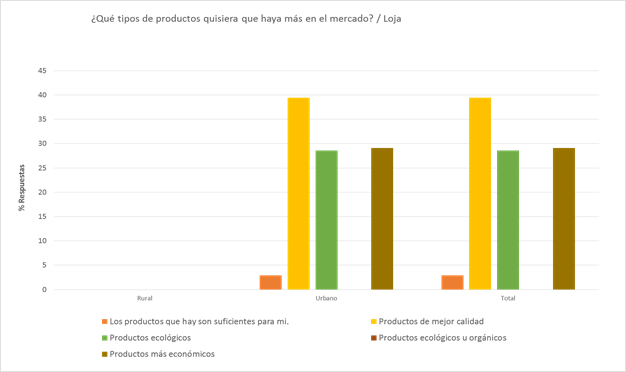 ¿Qué tipos de productos quisiera que haya más en el mercado? / Loja
45
40
35
30
25
20
15
10
5
0
% Respuestas
Rural
Urbano
Total
Los productos que hay son suficientes para mi.
Productos de mejor calidad
Productos ecológicos
Productos ecológicos u orgánicos
Productos más económicos